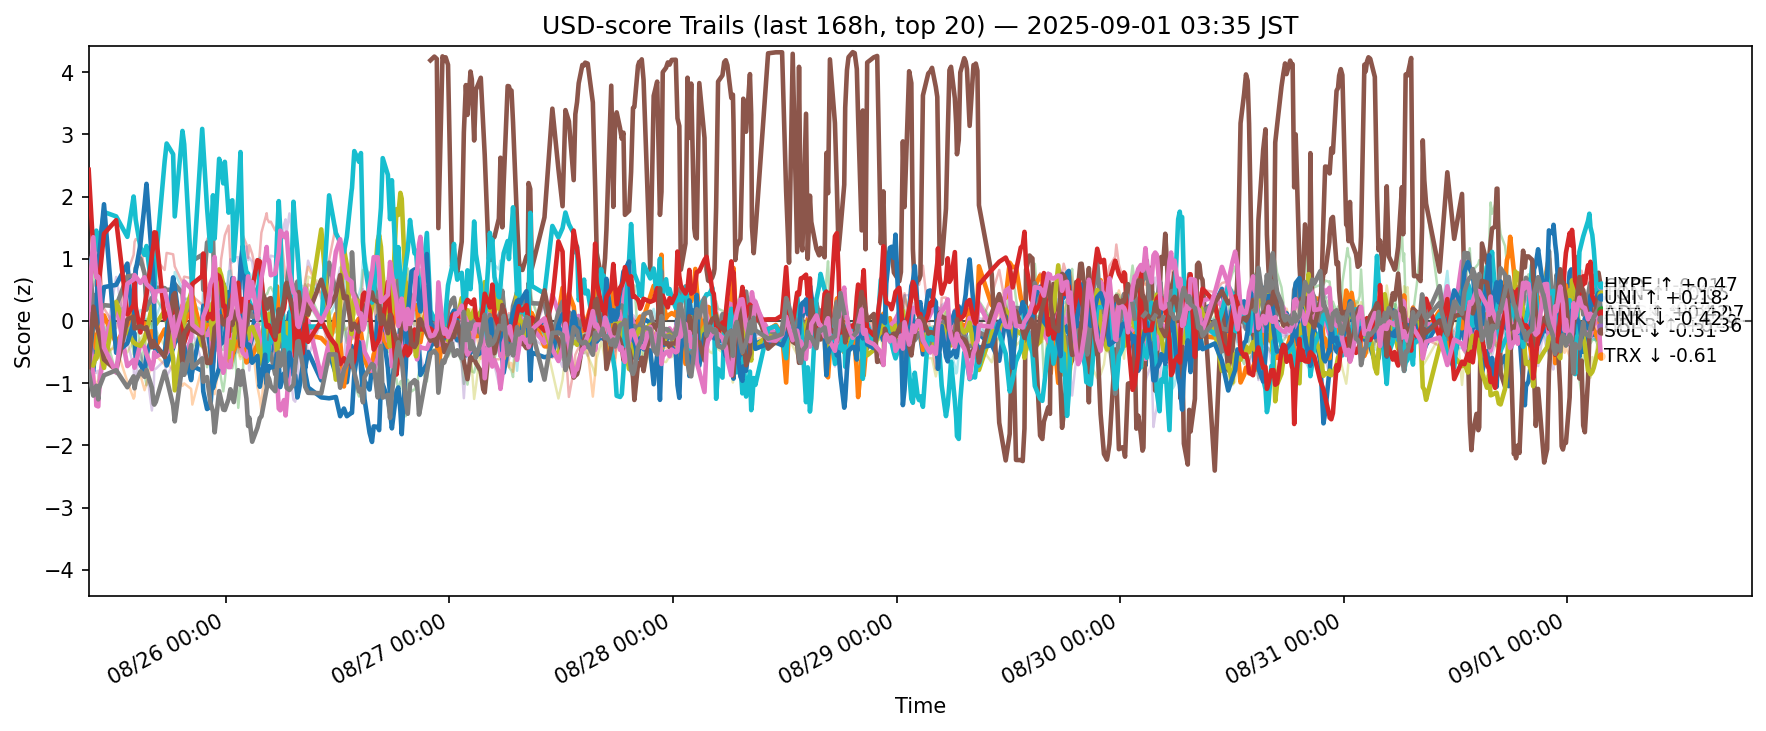 USD-score Trails (last 168h, top 20) — 2025-09-01 03:35 JST
Score (z)
4
3
2
1
0
−1
−2
−3
−4
HYPE ↑ +0.47
UNI ↑ +0.18
LINK ↓ -0.42
SOL ↓ -0.31
TRX ↓ -0.61
08/26 00:00
08/27 00:00
08/28 00:00
08/29 00:00
08/30 00:00
08/31 00:00
09/01 00:00
Time